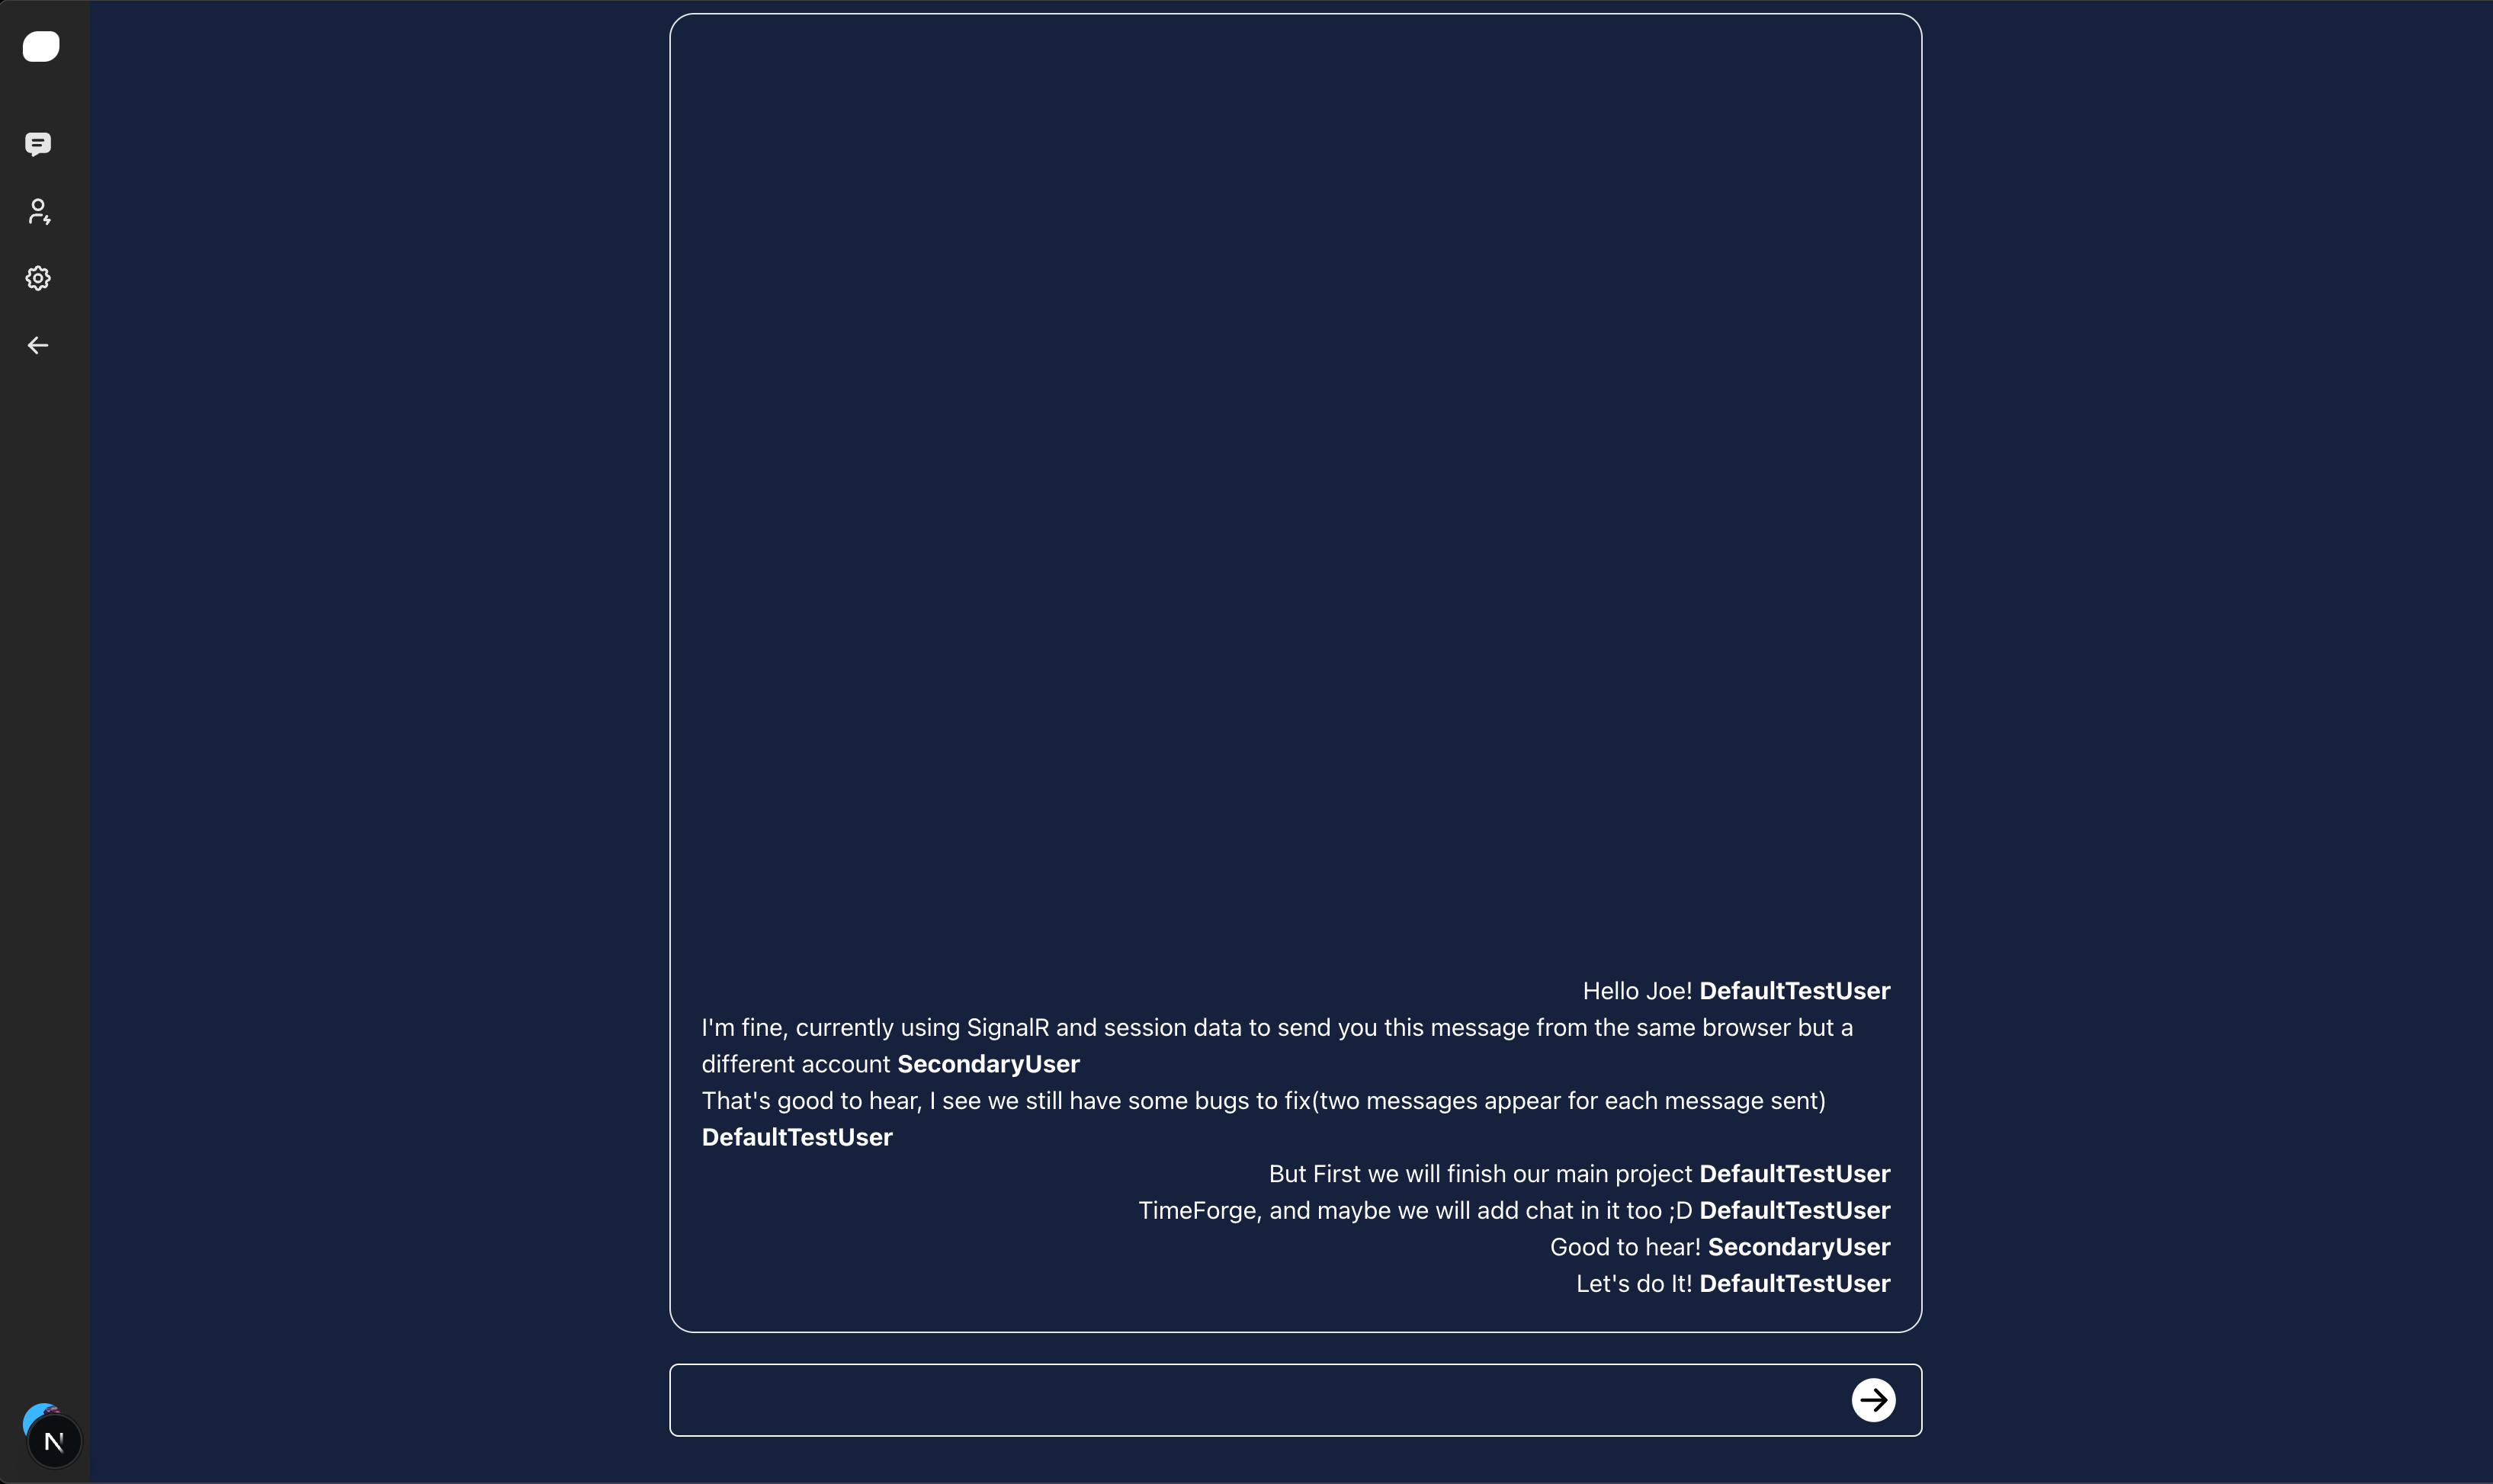 Hello Joe! DefaultTestUser
I'm fine, currently using SignalR and session data to send you this message from the same browser but a
different account SecondaryUser
That's good to hear, I see we still have some bugs to fix(two messages appear for each message sent)
DefaultTestUser
But First we will finish our main project DefaultTestUser
TimeForge, and maybe we will add chat in it too ;D DefaultTestUser
Good to hear! SecondaryUser
Let's do It! DefaultTestUser
N